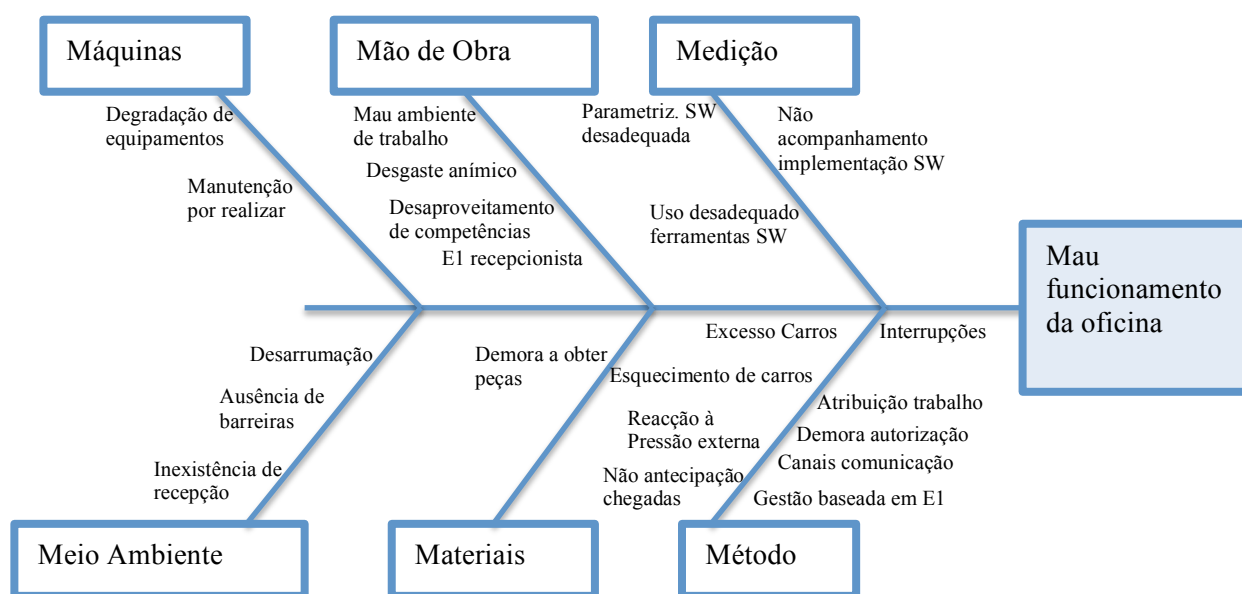 Máquinas
Mão de Obra
Medição
Degradação de
equipamentos
Manutenção
por realizar
Mau ambiente
de trabalho
Desgaste anímico
Desaproveitamento
de competências
E1 recepcionista
Parametriz. SW
desadequada
Uso desadequado
ferramentas SW
Não
acompanhamento
implementação SW
Mau
funcionamento
da oficina
Desarrumação
Ausência de
barreiras
Inexistência de
recepção
Demora a obter
peças
Excesso Carros
Esquecimento de carros
Reacção à
Pressão externa
Não antecipação
chegadas
Interrupções
Atribuição trabalho
Demora autorização
Canais comunicação
Gestão baseada em E1
Meio Ambiente
Materiais
Método